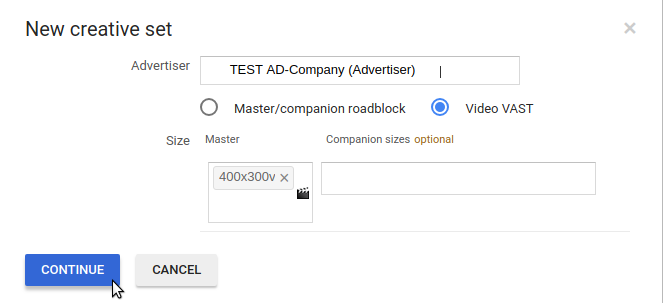 New creative set ×
Advertiser TEST AD-Company (Advertiser)
Master/companion roadblock Video VAST
Size Master Companion sizes optional
400x300v ×
CONTINUE CANCEL